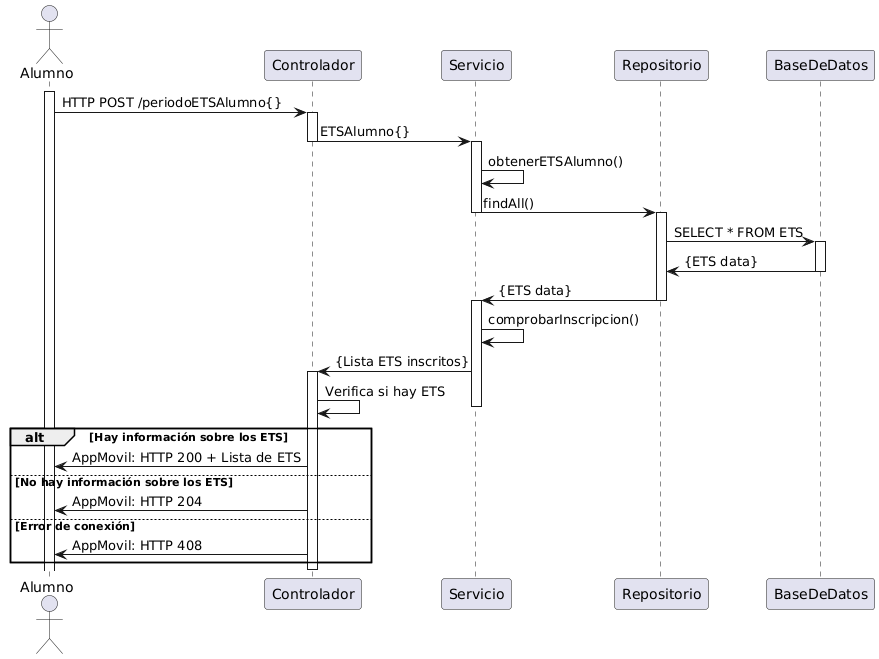 Alumno
Controlador
Servicio
Repositorio
BaseDeDatos
HTTP POST /periodoETSAlumno{}
ETSAlumno{}
obtenerETSAlumno()
findAll()
SELECT * FROM ETS
{ETS data}
{ETS data}
comprobarInscripcion()
{Lista ETS inscritos}
Verifica si hay ETS
alt
[Hay información sobre los ETS]
AppMovil: HTTP 200 + Lista de ETS
[No hay información sobre los ETS]
AppMovil: HTTP 204
[Error de conexión]
AppMovil: HTTP 408
Alumno
Controlador
Servicio
Repositorio
BaseDeDatos